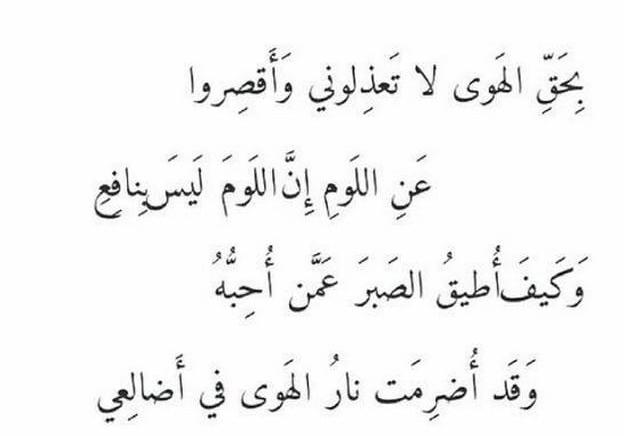 بِحَقِّ الهَوى لا تَعذِلوني وَأَقصِروا
عَنِ اللَومِ إِنَّ اللَومَ لَيسَ بِنافِعِ
وَكَيفَ أُطيقُ الصَبرَ عَمَّن أُحِبُّهُ
وَقَد أُضرِمَت نارُ الهَوى في أَضالِعي